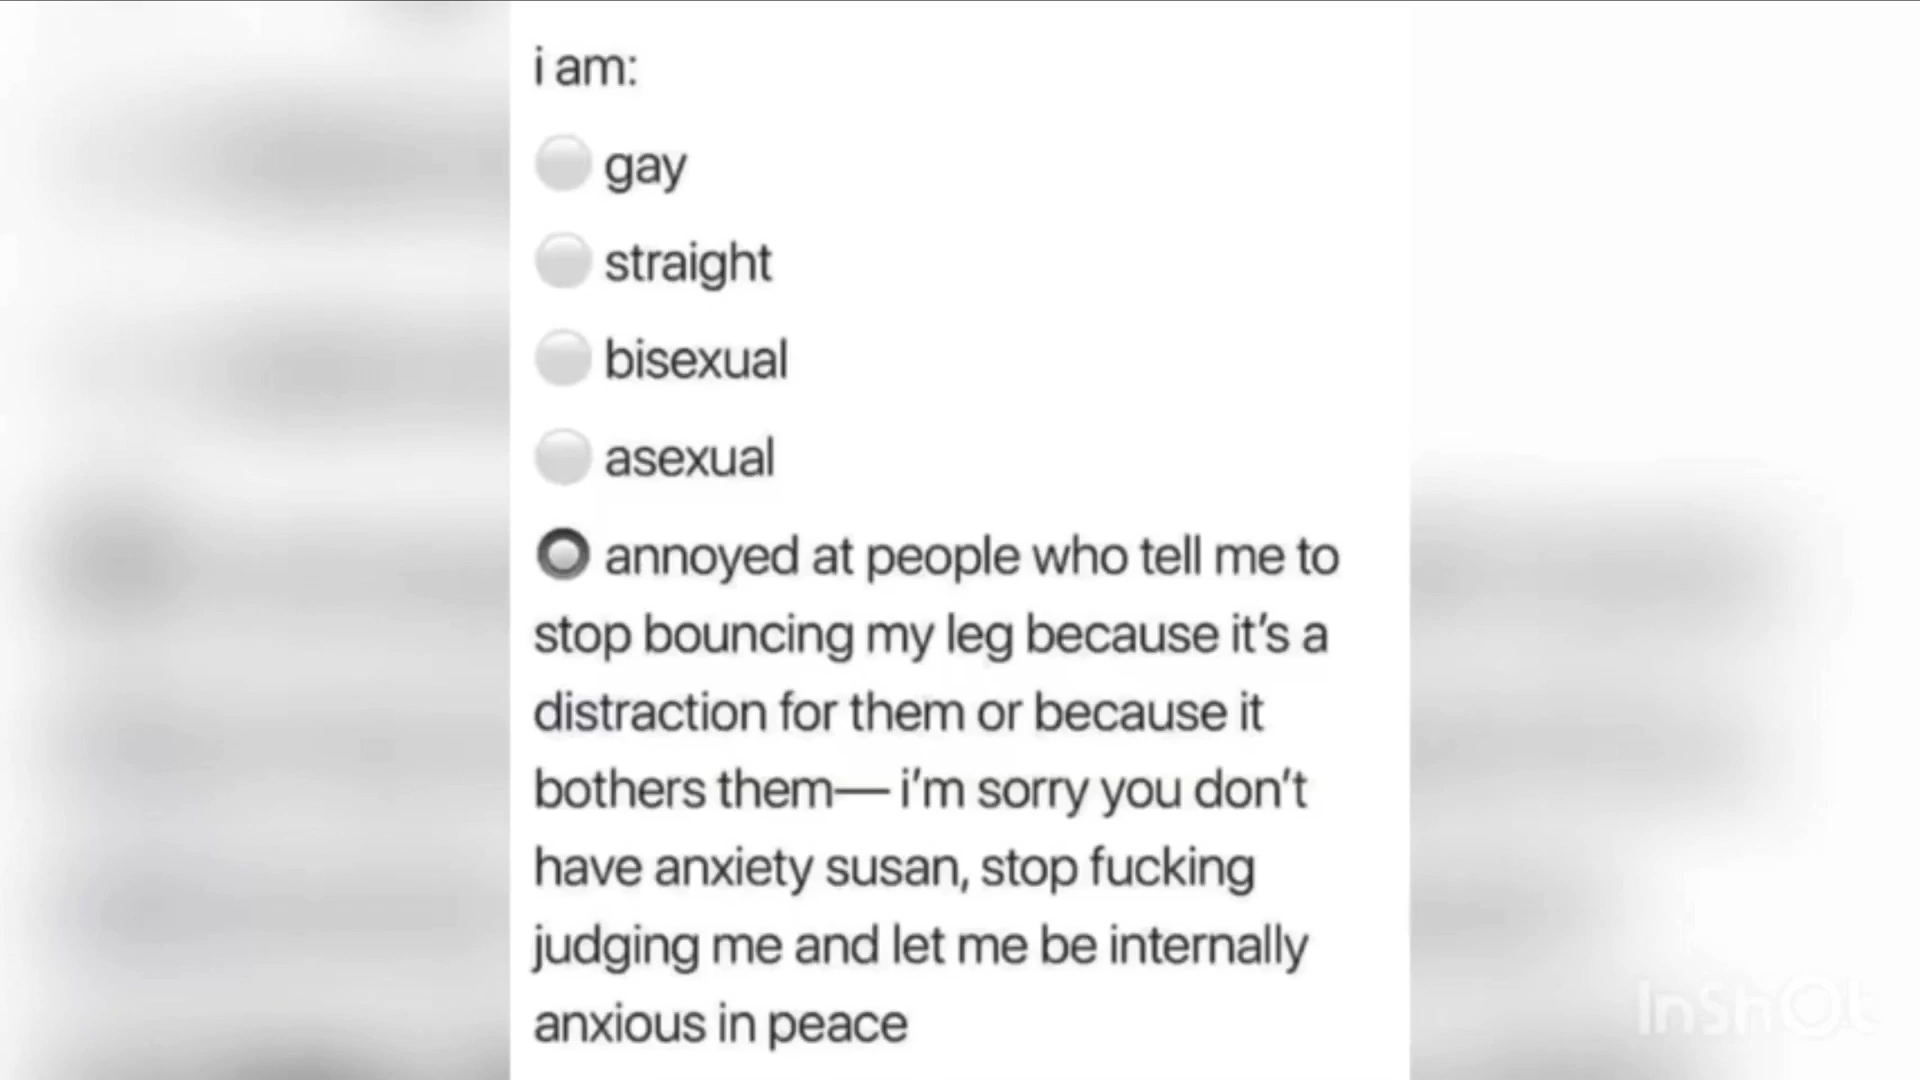 i am:
gay
straight
bisexual
asexual
annoyed at people who tell me to
stop bouncing my leg because it's a
distraction for them or because it
bothers them— i'm sorry you don't
have anxiety susan, stop fucking
judging me and let me be internally
anxious in peace
InShOt